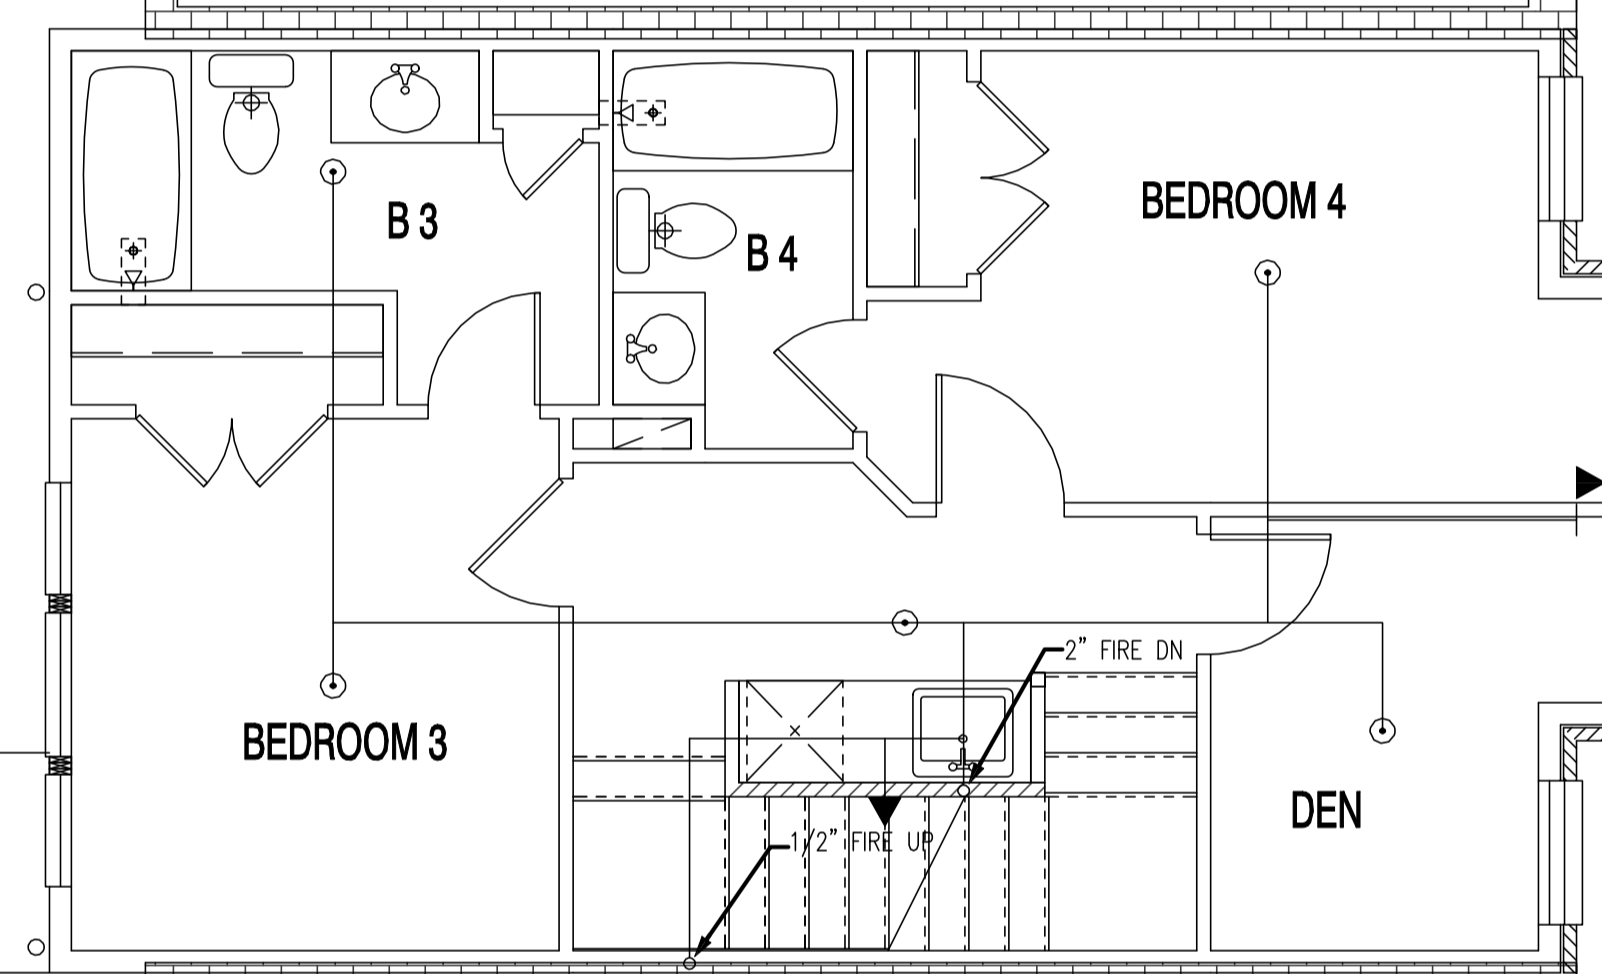 BEDROOM 4
B 3
B 4
2” FIRE DN
BEDROOM 3
DEN
1/2” FIRE UP